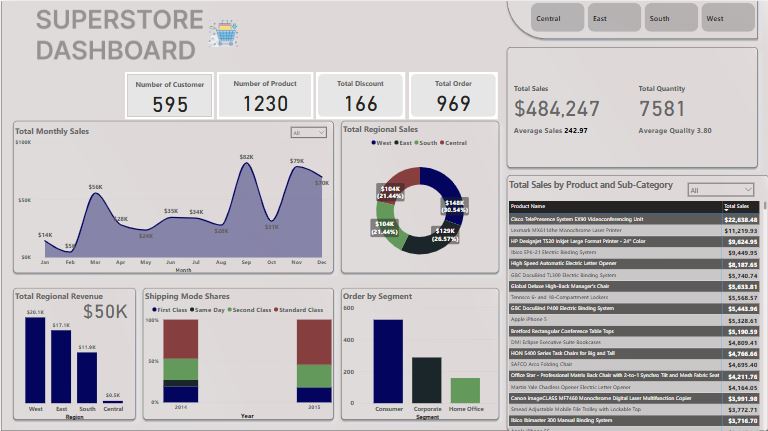 SUPERSTORE
DASHBOARD
Central
East
South
West
Number of Customer
595
Number of Product
1230
Total Discount
166
Total Order
969
Total Sales
$484,247
Average Sales 242.97
Total Quantity
7581
Average Quality 3.80
Total Monthly Sales
All
$100K
$50K
$0K
$14K
$56K
$28K
$24K
$35K
$34K
$28K
$82K
$31K
$79K
$70K
Jan Feb Mar Apr May Jun Jul Aug Sep Oct Nov Dec
Month
Total Regional Sales
West East South Central
$104K
(21.44%)
$148K
(30.54%)
$104K
(21.44%)
$129K
(26.57%)
Total Sales by Product and Sub-Category
All
Product Name Total Sales
Cisco TelePresence System EX90 Videoconferencing Unit $22,638.48
Lexmark MX611dhe Monochrome Laser Printer $11,219.93
HP Designjet T520 Inkjet Large Format Printer - 24" Color $9,624.95
Ibico EPK-21 Electric Binding System $9,449.95
High Speed Automatic Electric Letter Opener $8,187.65
GBC DocuBind TL300 Electric Binding System $5,740.74
Global Deluxe High-Back Manager's Chair $5,633.81
Tennsco 6- and 18-Compartment Lockers $5,568.57
GBC DocuBind P400 Electric Binding System $5,443.96
Apple iPhone 5 $5,328.61
Bretford Rectangular Conference Table Tops $5,190.59
DMI Eclipse Executive Suite Bookcases $4,809.41
HON 5400 Series Task Chairs for Big and Tall $4,766.66
SAFCO Arco Folding Chair $4,695.40
Office Star - Professional Matrix Back Chair with 2-to-1 Synchro Tilt and Mesh Fabric Seat $4,211.78
Martin Yale Chadless Opener Electric Letter Opener $4,164.05
Canon imageCLASS MF7460 Monochrome Digital Laser Multifunction Copier $3,991.98
Smead Adjustable Mobile File Trolley with Lockable Top $3,772.71
Ibico Ibimaster 300 Manual Binding System $3,716.70
Total Regional Revenue
$50K
$20.1K
$17.1K
$11.8K
$0.5K
West East South Central
Region
Shipping Mode Shares
First Class Same Day Second Class Standard Class
100%
50%
0%
2014 2015
Year
Order by Segment
600
400
200
0
Consumer Corporate Home Office
Segment